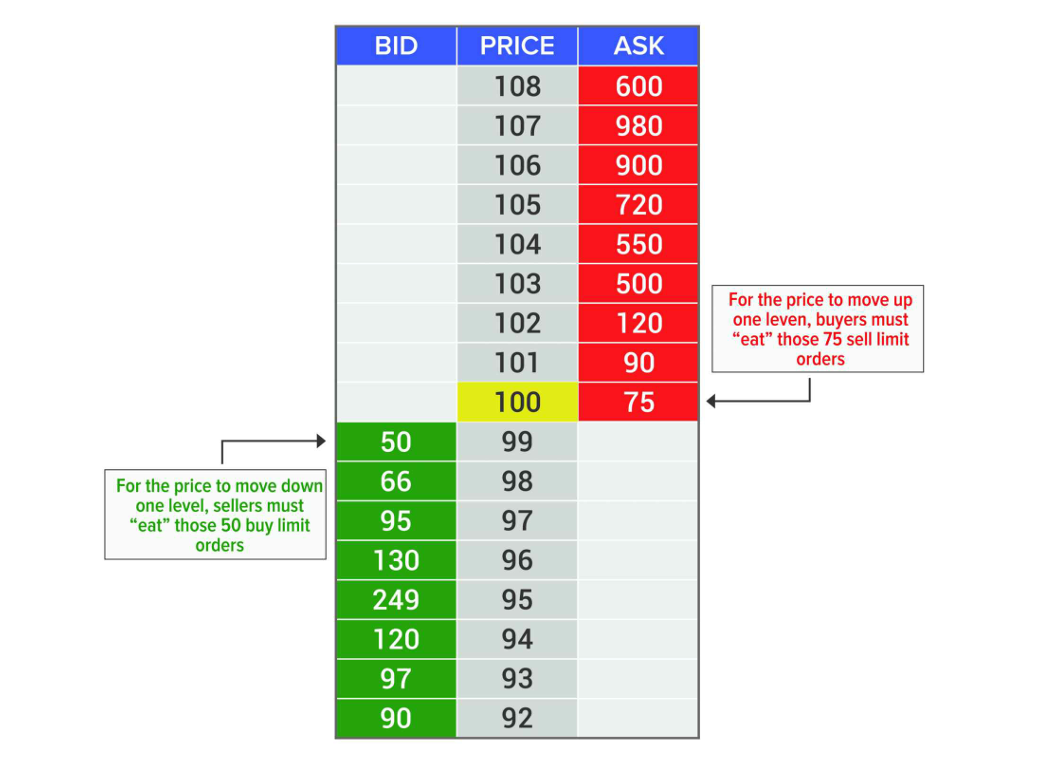 BID PRICE ASK
108 600
107 980
106 900
105 720
104 550
103 500
102 120
101 90
100 75
50 99
66 98
95 97
130 96
249 95
120 94
97 93
90 92
For the price to move up
one leven, buyers must
“eat” those 75 sell limit
orders
For the price to move down
one level, sellers must
“eat” those 50 buy limit
orders